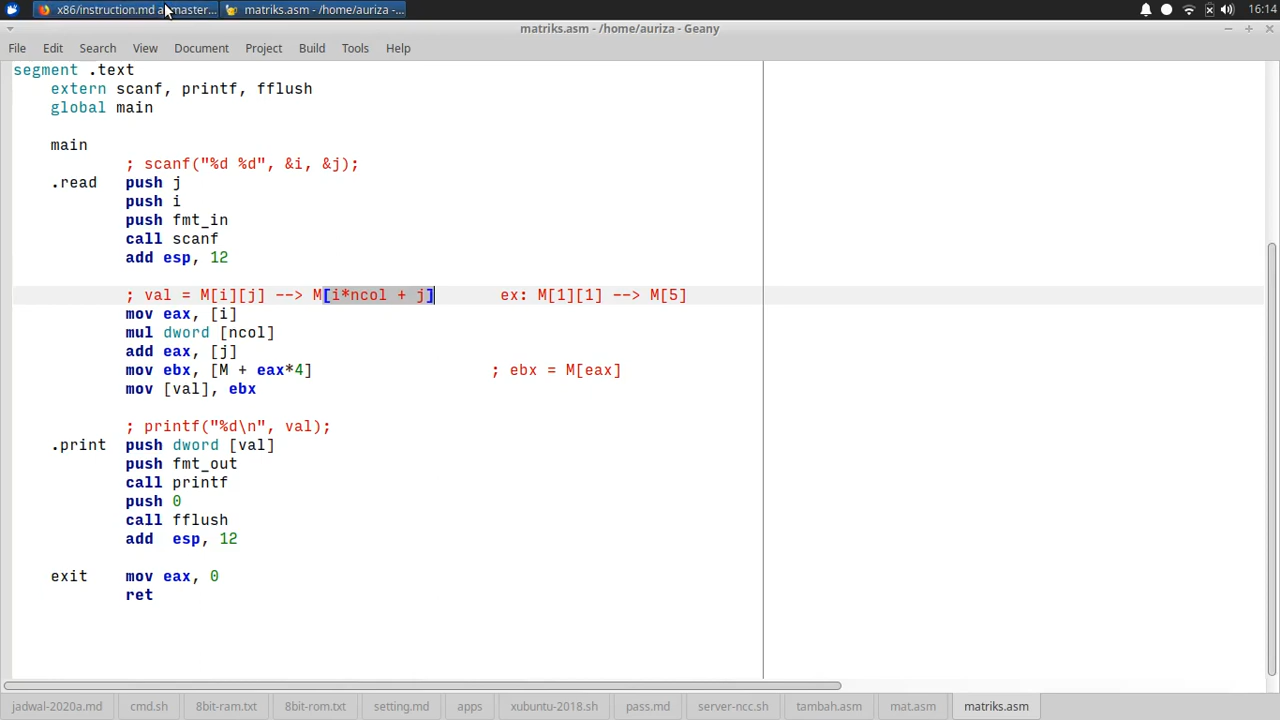 x86/instruction.md a master...
matriks.asm - /home/auriza -...
16:14
matriks.asm - /home/auriza - Geany
File Edit Search View Document Project Build Tools Help
segment .text
extern scanf, printf, fflush
global main
main
; scanf("%d %d", &i, &j);
.read push j
push i
push fmt_in
call scanf
add esp, 12
; val = M[i][j] --> M[i*ncol + j] ex: M[1][1] --> M[5]
mov eax, [i]
mul dword [ncol]
add eax, [j]
mov ebx, [M + eax*4] ; ebx = M[eax]
mov [val], ebx
; printf("%d\n", val);
.print push dword [val]
push fmt_out
call printf
push 0
call fflush
add esp, 12
exit mov eax, 0
ret
jadwal-2020a.md cmd.sh 8bit-ram.txt 8bit-rom.txt setting.md apps xubuntu-2018.sh pass.md server-ncc.sh tambah.asm mat.asm matriks.asm